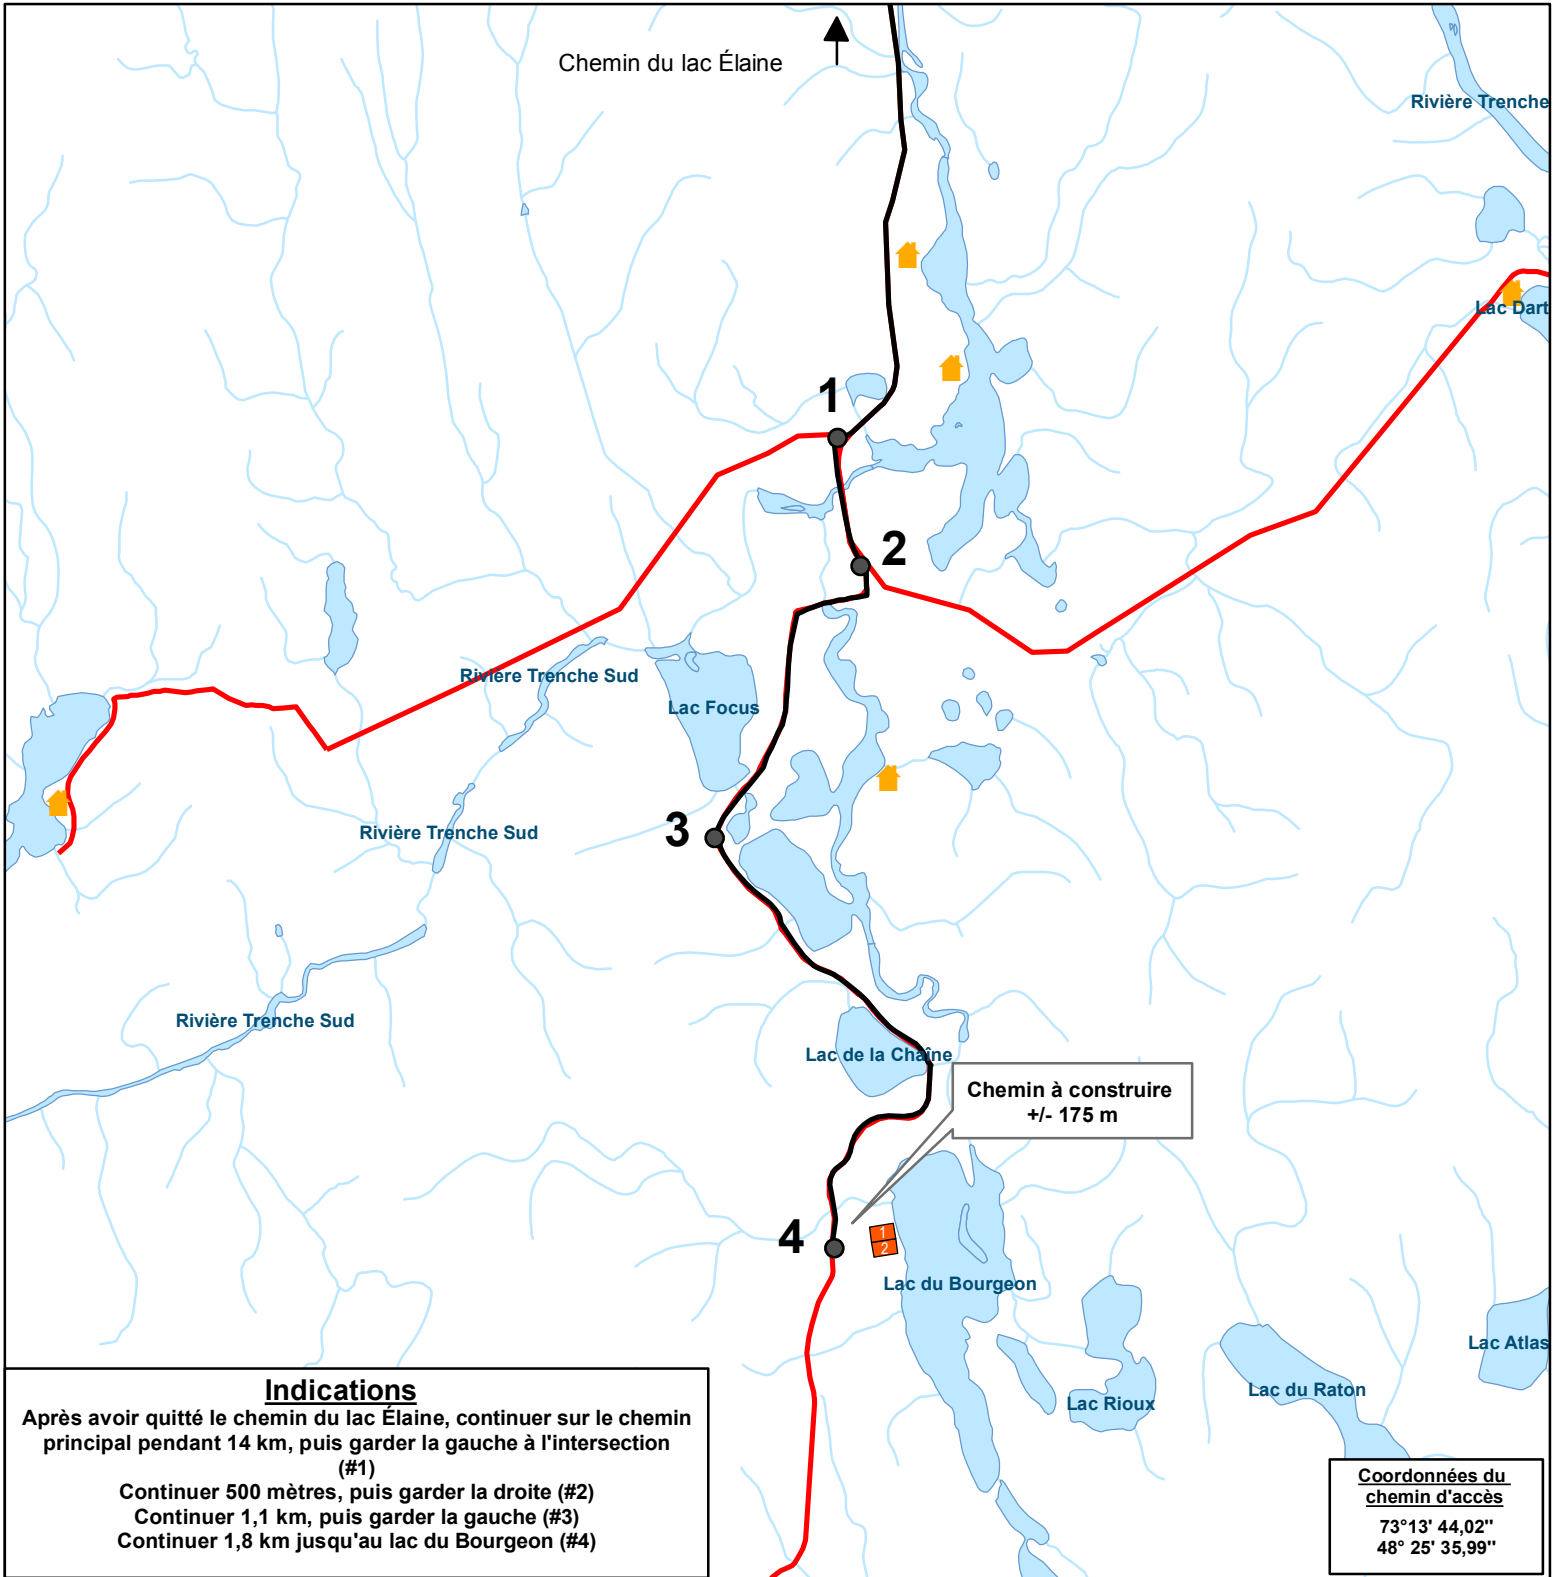 Chemin du lac Élaine
Rivière Trenche
Lac Dart
1
2
Rivière Trenche Sud
Lac Focus
3
Rivière Trenche Sud
Rivière Trenche Sud
Lac de la Chaîne
Chemin à construire
+/- 175 m
4
1
2
Lac du Bourgeon
Lac Atlas
Lac du Raton
Lac Rioux
Indications
Après avoir quitté le chemin du lac Élaine, continuer sur le chemin
principal pendant 14 km, puis garder la gauche à l'intersection
(#1)
Continuer 500 mètres, puis garder la droite (#2)
Continuer 1,1 km, puis garder la gauche (#3)
Continuer 1,8 km jusqu'au lac du Bourgeon (#4)
Coordonnées du
chemin d'accès
73°13' 44,02"
48° 25' 35,99"